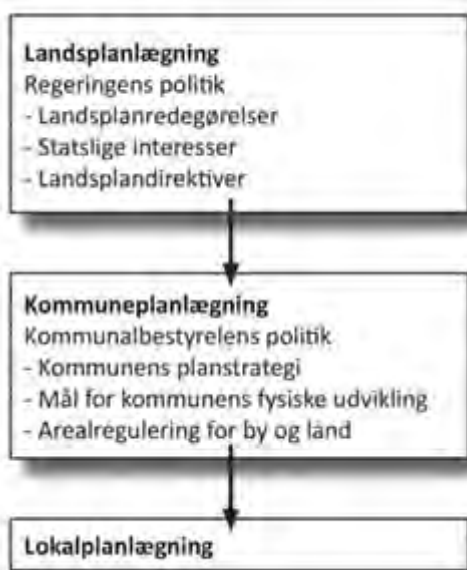 Landsplanlægning
Regeringens politik
- Landsplanredegørelser
- Statslige interesser
- Landsplandirektiver
Kommuneplanlægning
Kommunalbestyrelens politik
- Kommunens planstrategi
- Mål for kommunens fysiske udvikling
- Arealregulering for by og land
Lokalplanlægning